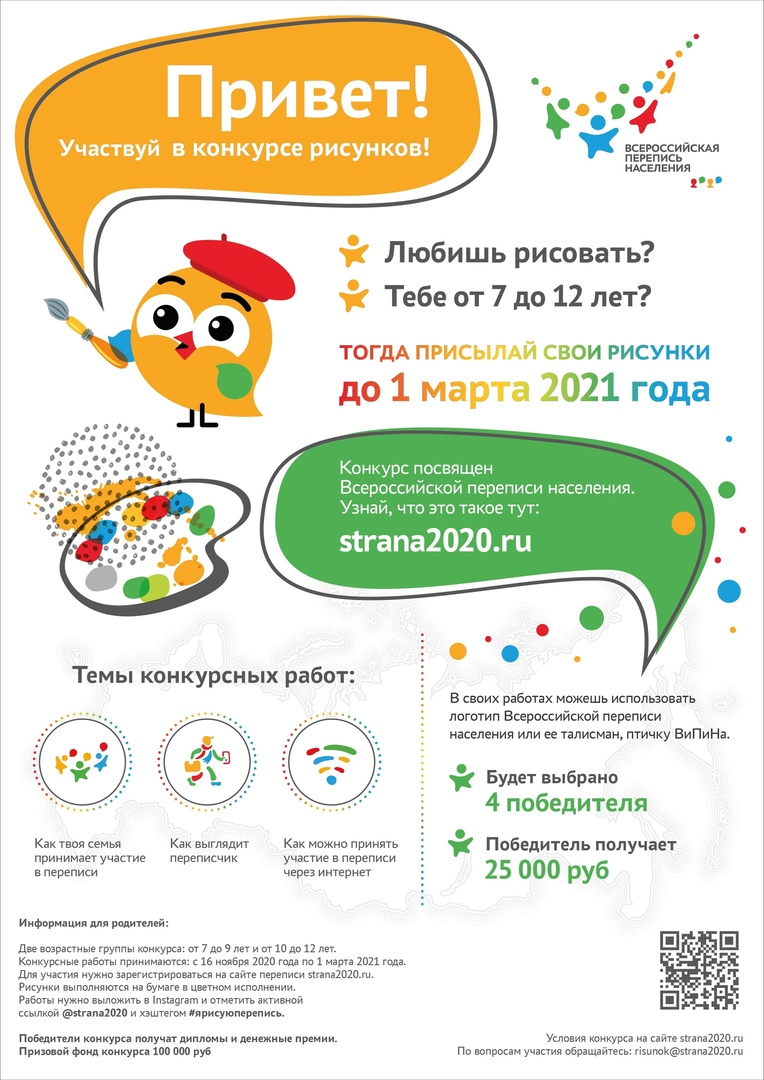 Привет!
Участвуй в конкурсе рисунков!
ВСЕРОССИЙСКАЯ
ПЕРЕПИСЬ
НАСЕЛЕНИЯ
2020
Любишь рисовать?
Тебе от 7 до 12 лет?
ТОГДА ПРИСЫЛАЙ СВОИ РИСУНКИ
до 1 марта 2021 года
Конкурс посвящен
Всероссийской переписи населения.
Узнай, что это такое тут:
strana2020.ru
Темы конкурсных работ:
Как твоя семья
принимает участие
в переписи
Как выглядит
переписчик
Как можно принять
участие в переписи
через интернет
В своих работах можешь использовать
логотип Всероссийской переписи
населения или ее талисман, птичку ВиПиНа.
Будет выбрано
4 победителя
Победитель получает
25 000 руб
Информация для родителей:
Две возрастные группы конкурса: от 7 до 9 лет и от 10 до 12 лет.
Конкурсные работы принимаются: с 16 ноября 2020 года по 1 марта 2021 года.
Для участия нужно зарегистрироваться на сайте переписи strana2020.ru.
Рисунки выполняются на бумаге в цветном исполнении.
Работы нужно выложить в Instagram и отметить активной
ссылкой @strana2020 и хэштегом #ярисуюперепись.
Победители конкурса получат дипломы и денежные премии.
Призовой фонд конкурса 100 000 руб
Условия конкурса на сайте strana2020.ru
По вопросам участия обращайтесь: risunok@strana2020.ru